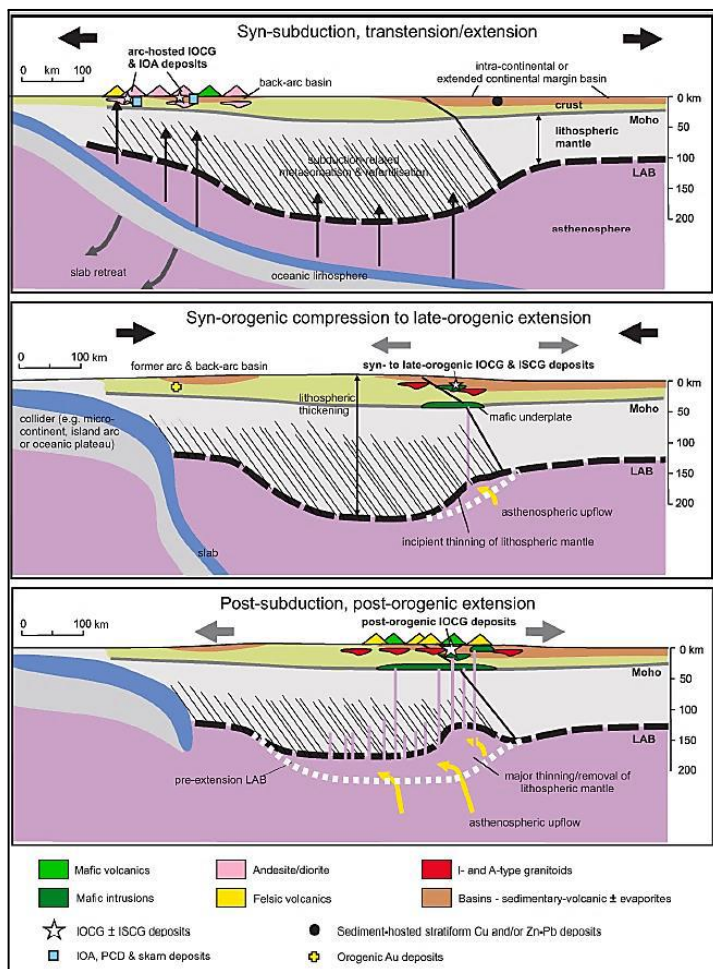 Syn-subduction, transtension/extension
0 100 km
arc-hosted IOCG
& IOA deposits
back-arc basin
intra-continental or
extended continental margin basin
crust
0 km
Moho
50
lithospheric
mantle
100
LAB
150
200
subduction-related
metasomatism & refertilisation
asthenosphere
slab retreat
oceanic lirhosphere
Syn-orogenic compression to late-orogenic extension
0 100 km
former arc & back-arc basin
syn- to late-orogenic IOCG & ISCG deposits
0 km
Moho
50
100
LAB
150
200
lithospheric
thickening
mafic underplate
collider (e.g. micro-
continent, island arc
or oceanic plateau)
asthenospheric upflow
incipient thinning of lithospheric mantle
slab
Post-subduction, post-orogenic extension
0 100 km
post-orogenic IOCG deposits
0 km
Moho
50
100
LAB
150
200
pre-extension LAB
major thinning/removal of
lithospheric mantle
asthenospheric upflow
Mafic volcanics
Andesite/diorite
I- and A-type granitoids
Mafic intrusions
Felsic volcanics
Basins - sedimentary-volcanic ± evaporites
IOCG ± ISCG deposits
Sediment-hosted stratiform Cu and/or Zn-Pb deposits
IOA, PCD & skarn deposits
Orogenic Au deposits